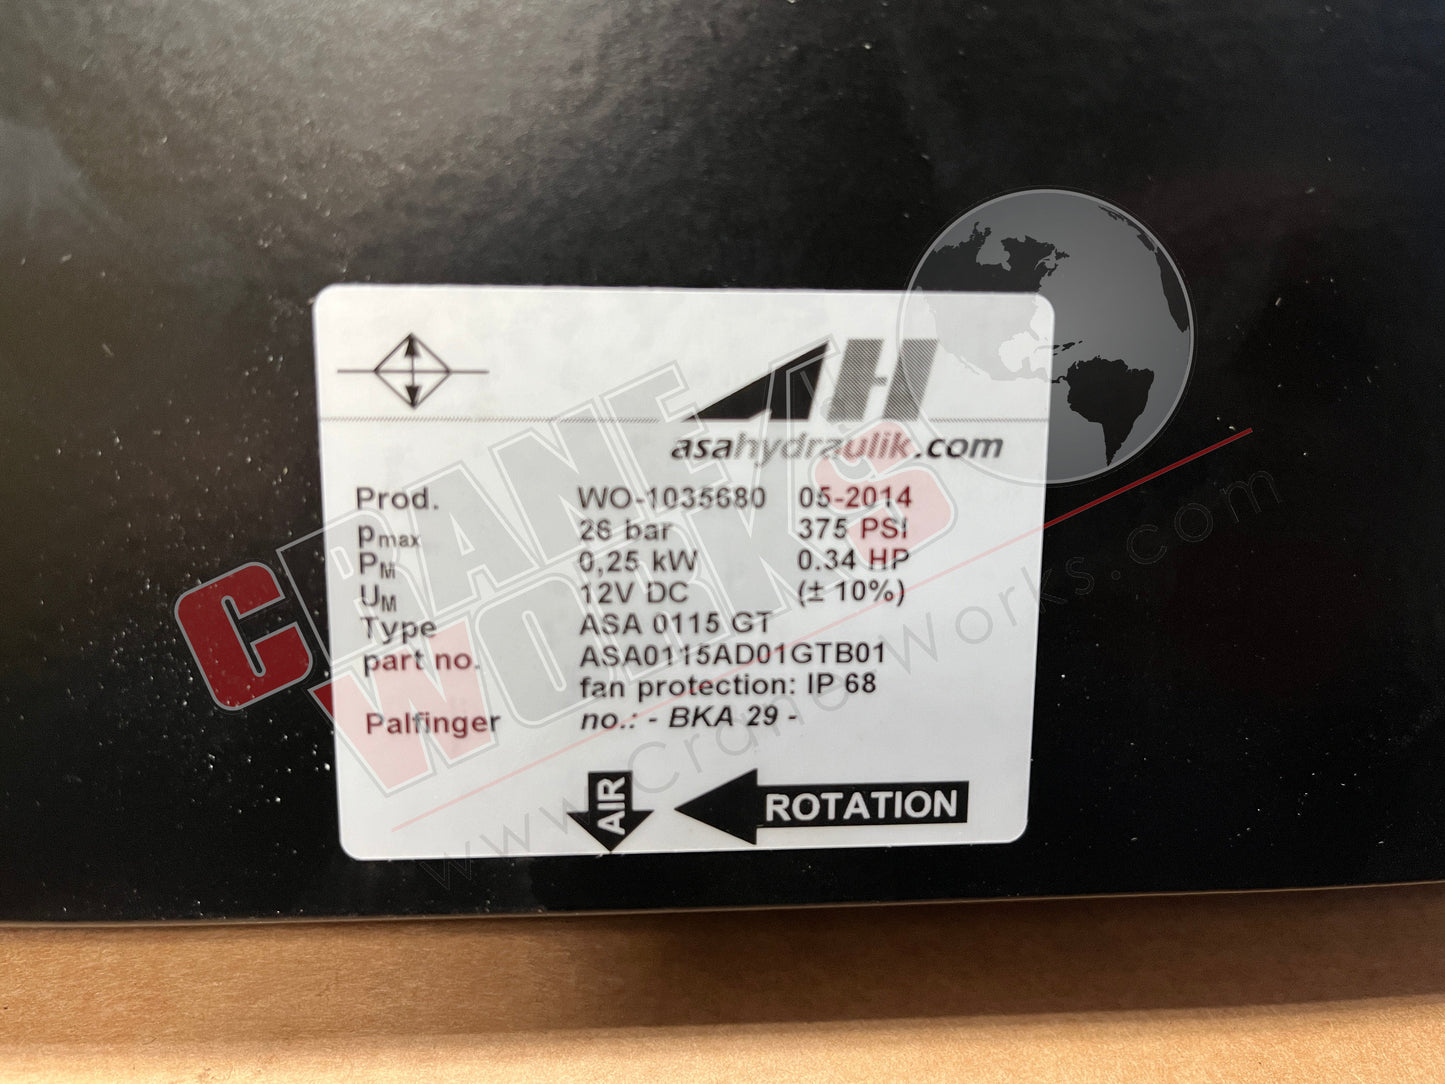 AH
asahydraulik.com
Prod. WO-1035680 05-2014
pmax 26 bar 375 PSI
PM 0,25 kW 0.34 HP
UM 12V DC (± 10%)
Type ASA 0115 GT
part no. ASA0115AD01GTB01
fan protection: IP 68
Palfinger no.: - BKA 29 -
AIR ROTATION
CRANE
WORKS
www.CraneWorks.com